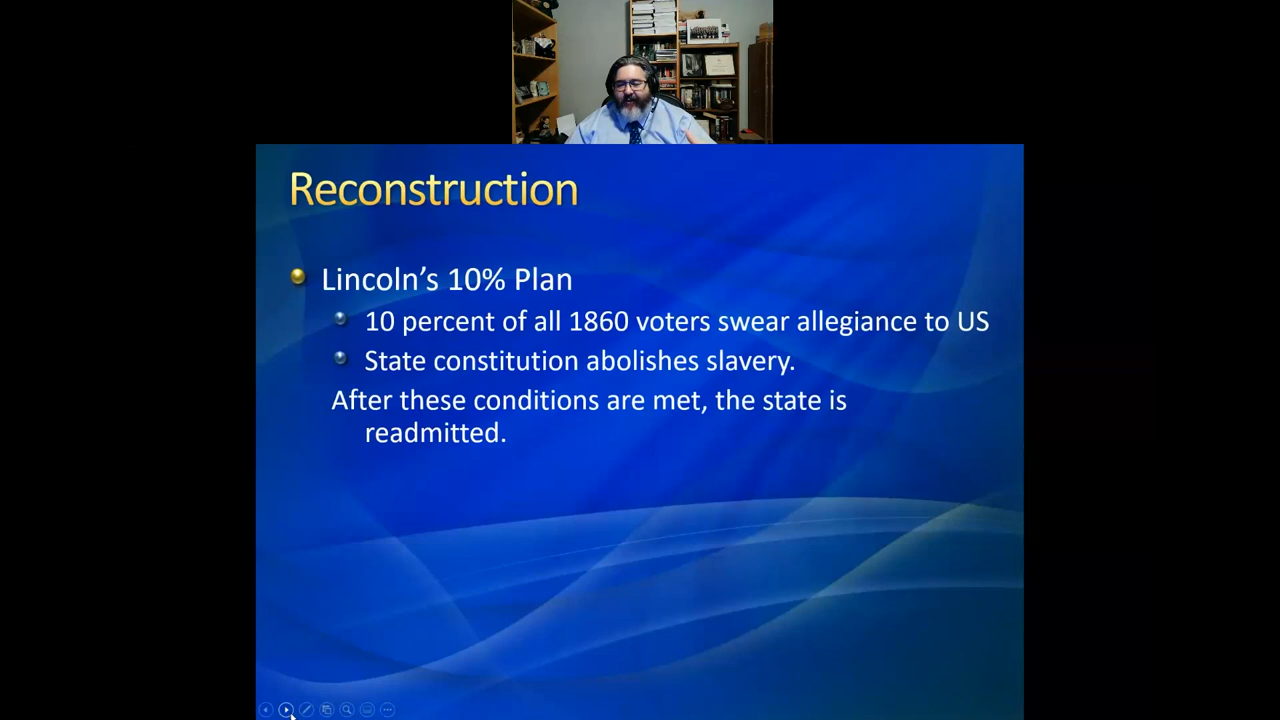 Reconstruction
Lincoln’s 10% Plan
10 percent of all 1860 voters swear allegiance to US
State constitution abolishes slavery.
After these conditions are met, the state is
readmitted.